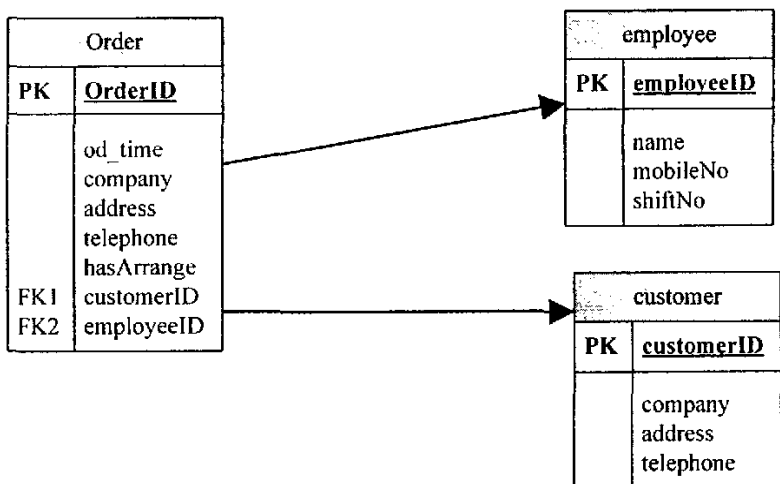 Order
PK OrderID
od_time
company
address
telephone
hasArrange
FK1 customerID
FK2 employeeID
employee
PK employeeID
name
mobileNo
shiftNo
customer
PK customerID
company
address
telephone